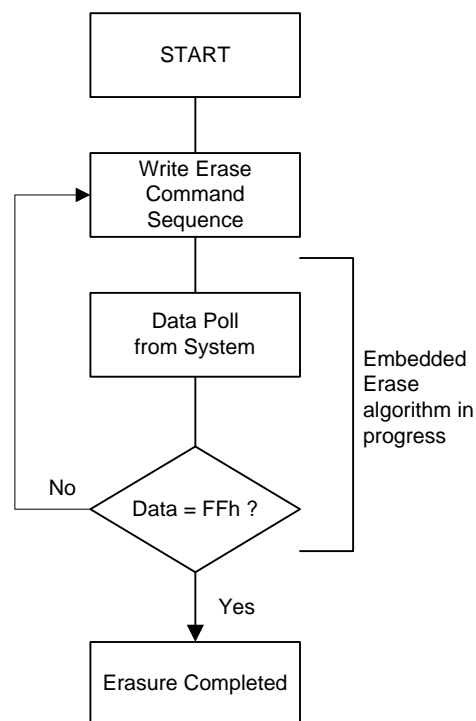 START
Write Erase
Command
Sequence
Data Poll
from System
Embedded
Erase
algorithm in
progress
No
Data = FFh ?
Yes
Erasure Completed